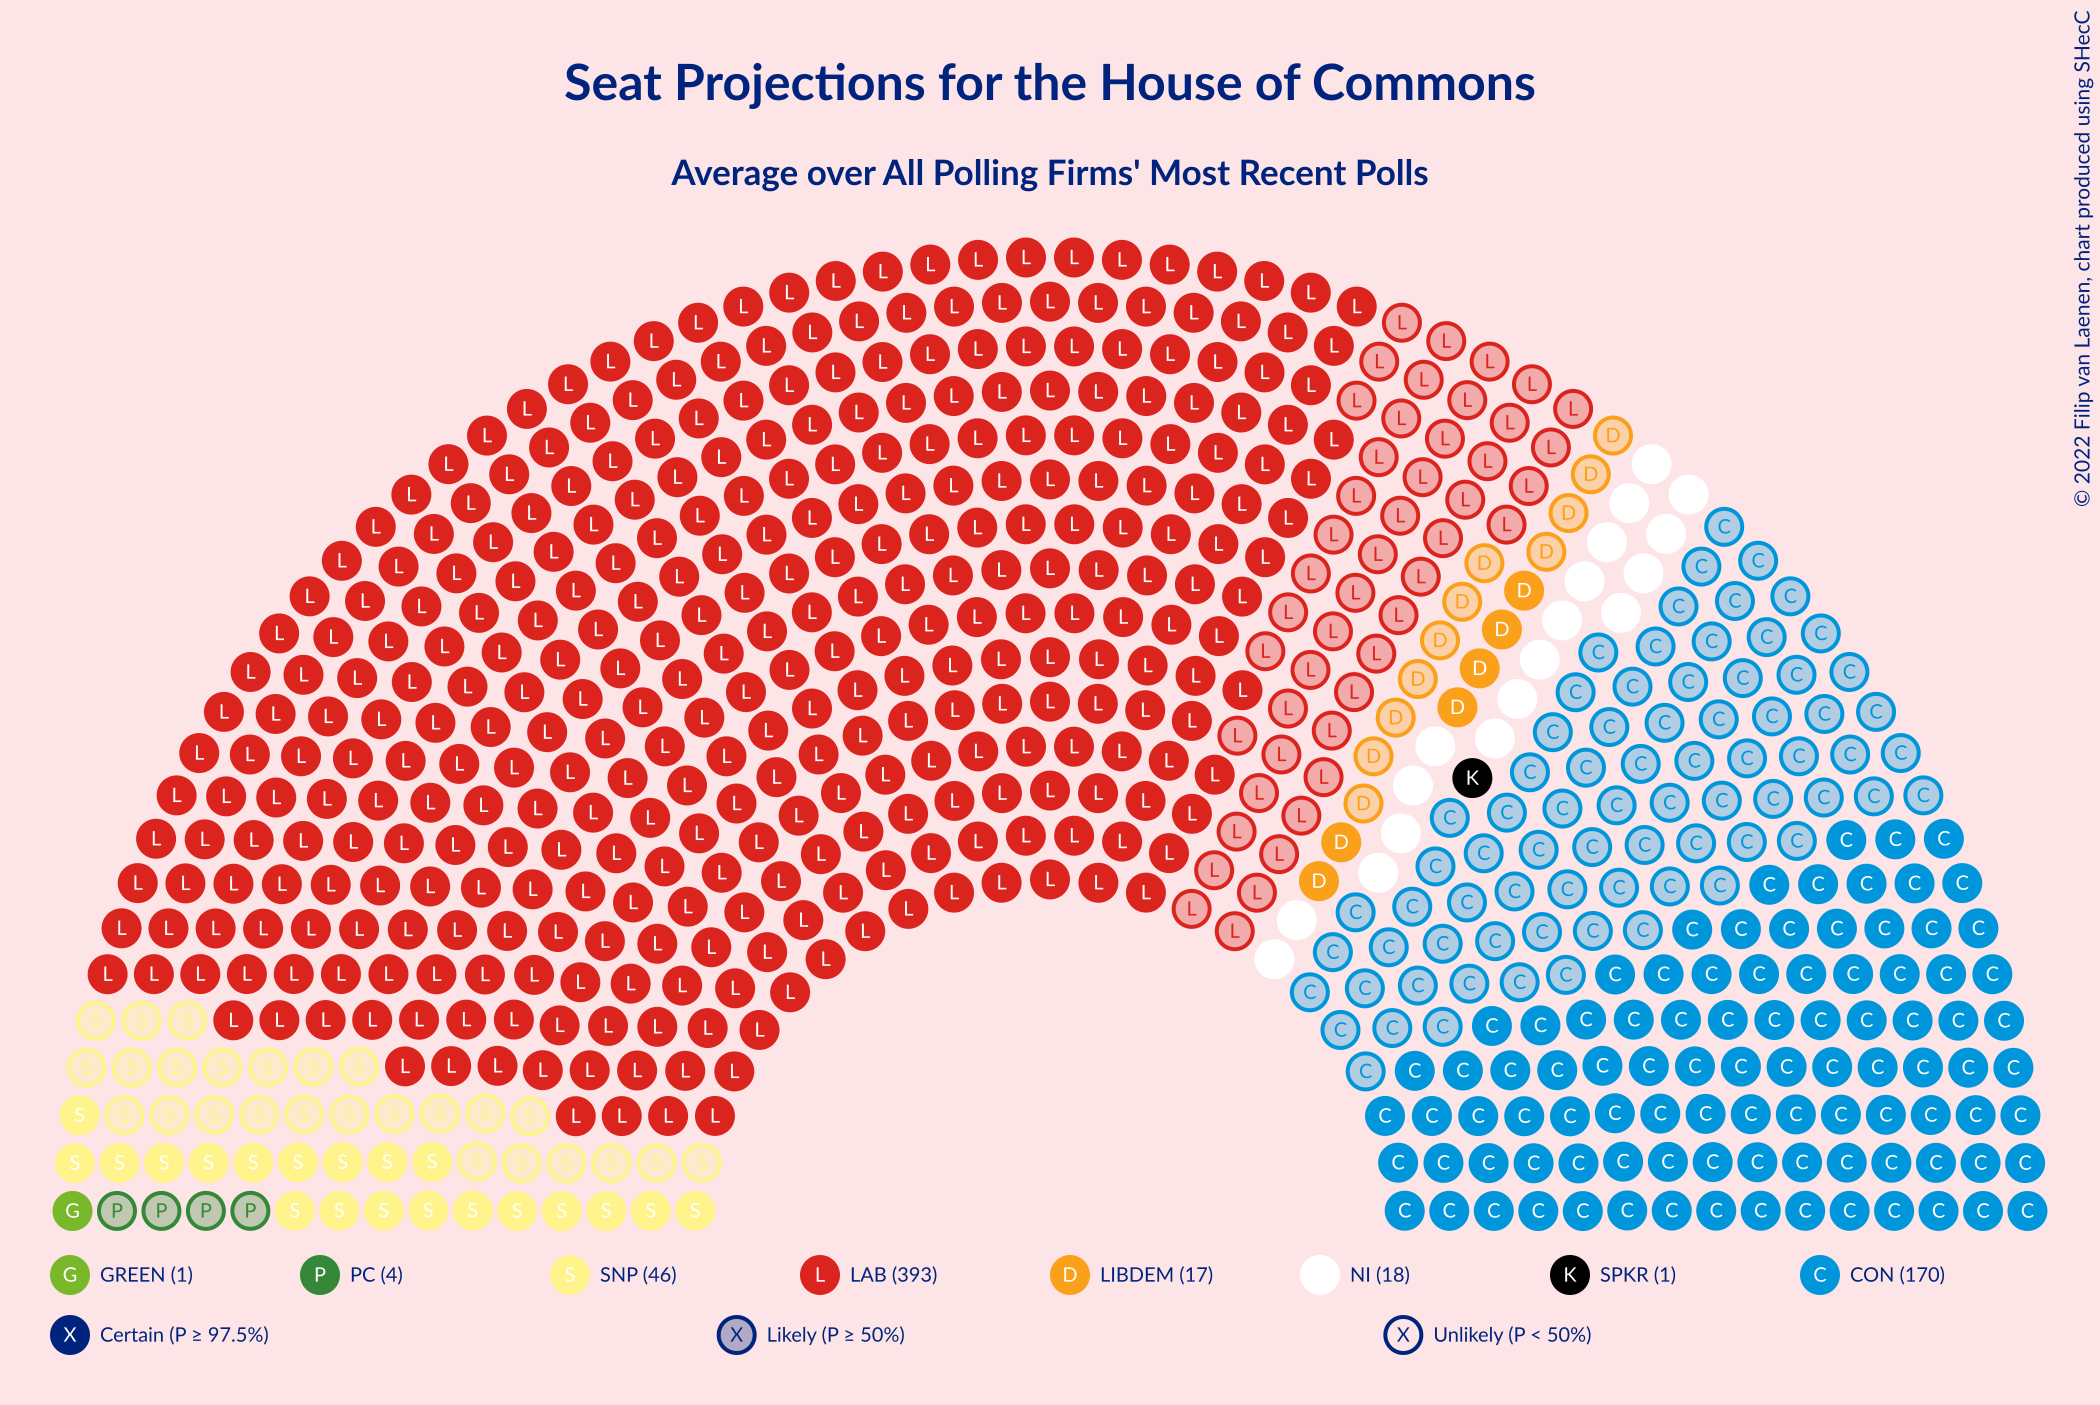 Seat Projections for the House of Commons
Average over All Polling Firms' Most Recent Polls
© 2022 Filip van Laenen, chart produced using SHecC
G GREEN (1)
P PC (4)
S SNP (46)
L LAB (393)
D LIBDEM (17)
NI (18)
K SPKR (1)
C CON (170)
X Certain (P ≥ 97.5%)
X Likely (P ≥ 50%)
X Unlikely (P < 50%)